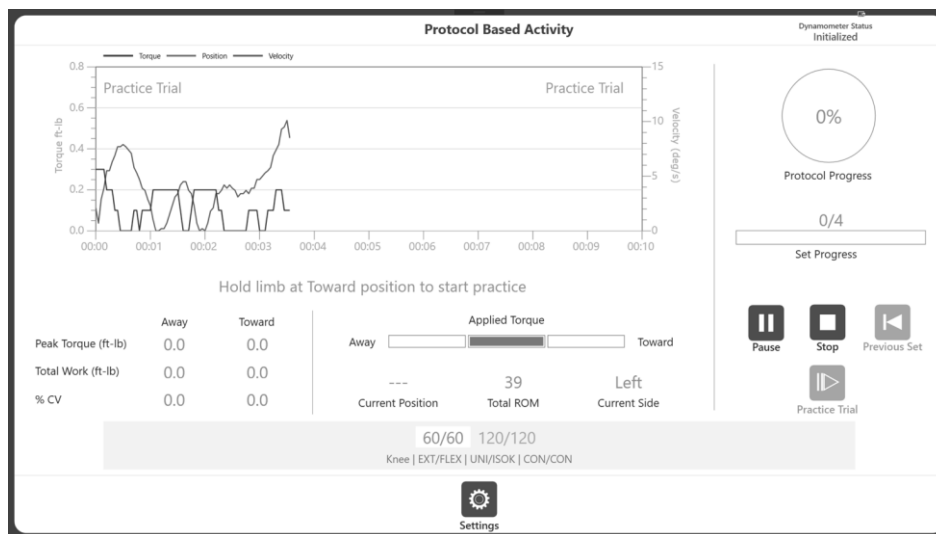 Protocol Based Activity
Dynamometer Status
Initialized
Torque Position Velocity
Practice Trial Practice Trial
0.8
0.6
0.4
0.2
0.0
Torque ft-lb
15
10
5
0
Velocity (deg/s)
00:00 00:01 00:02 00:03 00:04 00:05 00:06 00:07 00:08 00:09 00:10
0%
Protocol Progress
0/4
Set Progress
Hold limb at Toward position to start practice
Away Toward
Peak Torque (ft-lb) 0.0 0.0
Total Work (ft-lb) 0.0 0.0
% CV 0.0 0.0
Applied Torque
Away Toward
--- 39 Left
Current Position Total ROM Current Side
Pause Stop Previous Set
Practice Trial
60/60 120/120
Knee | EXT/FLEX | UNI/ISOK | CON/CON
Settings